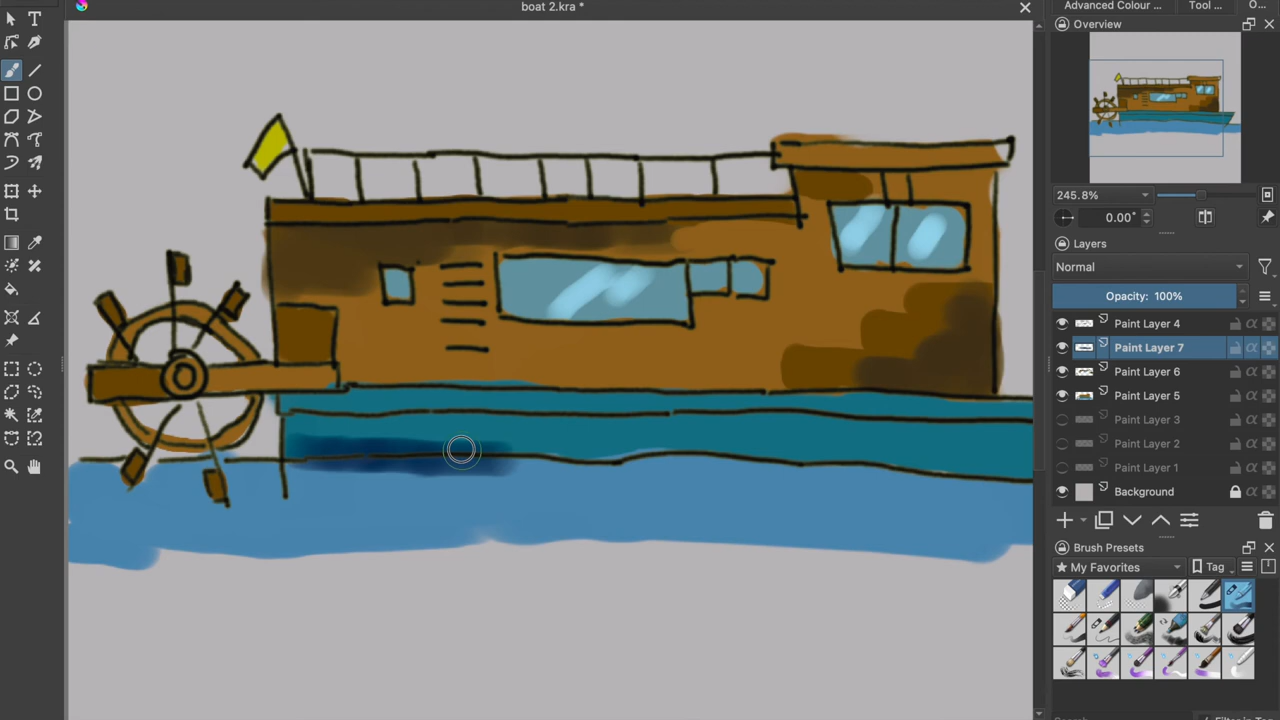 boat 2.kra *
Advanced Colour ... Tool ... O...
Overview
245.8%
0.00°
Layers
Normal
Opacity: 100%
Paint Layer 4
Paint Layer 7
Paint Layer 6
Paint Layer 5
Paint Layer 3
Paint Layer 2
Paint Layer 1
Background
Brush Presets
My Favorites
Tag